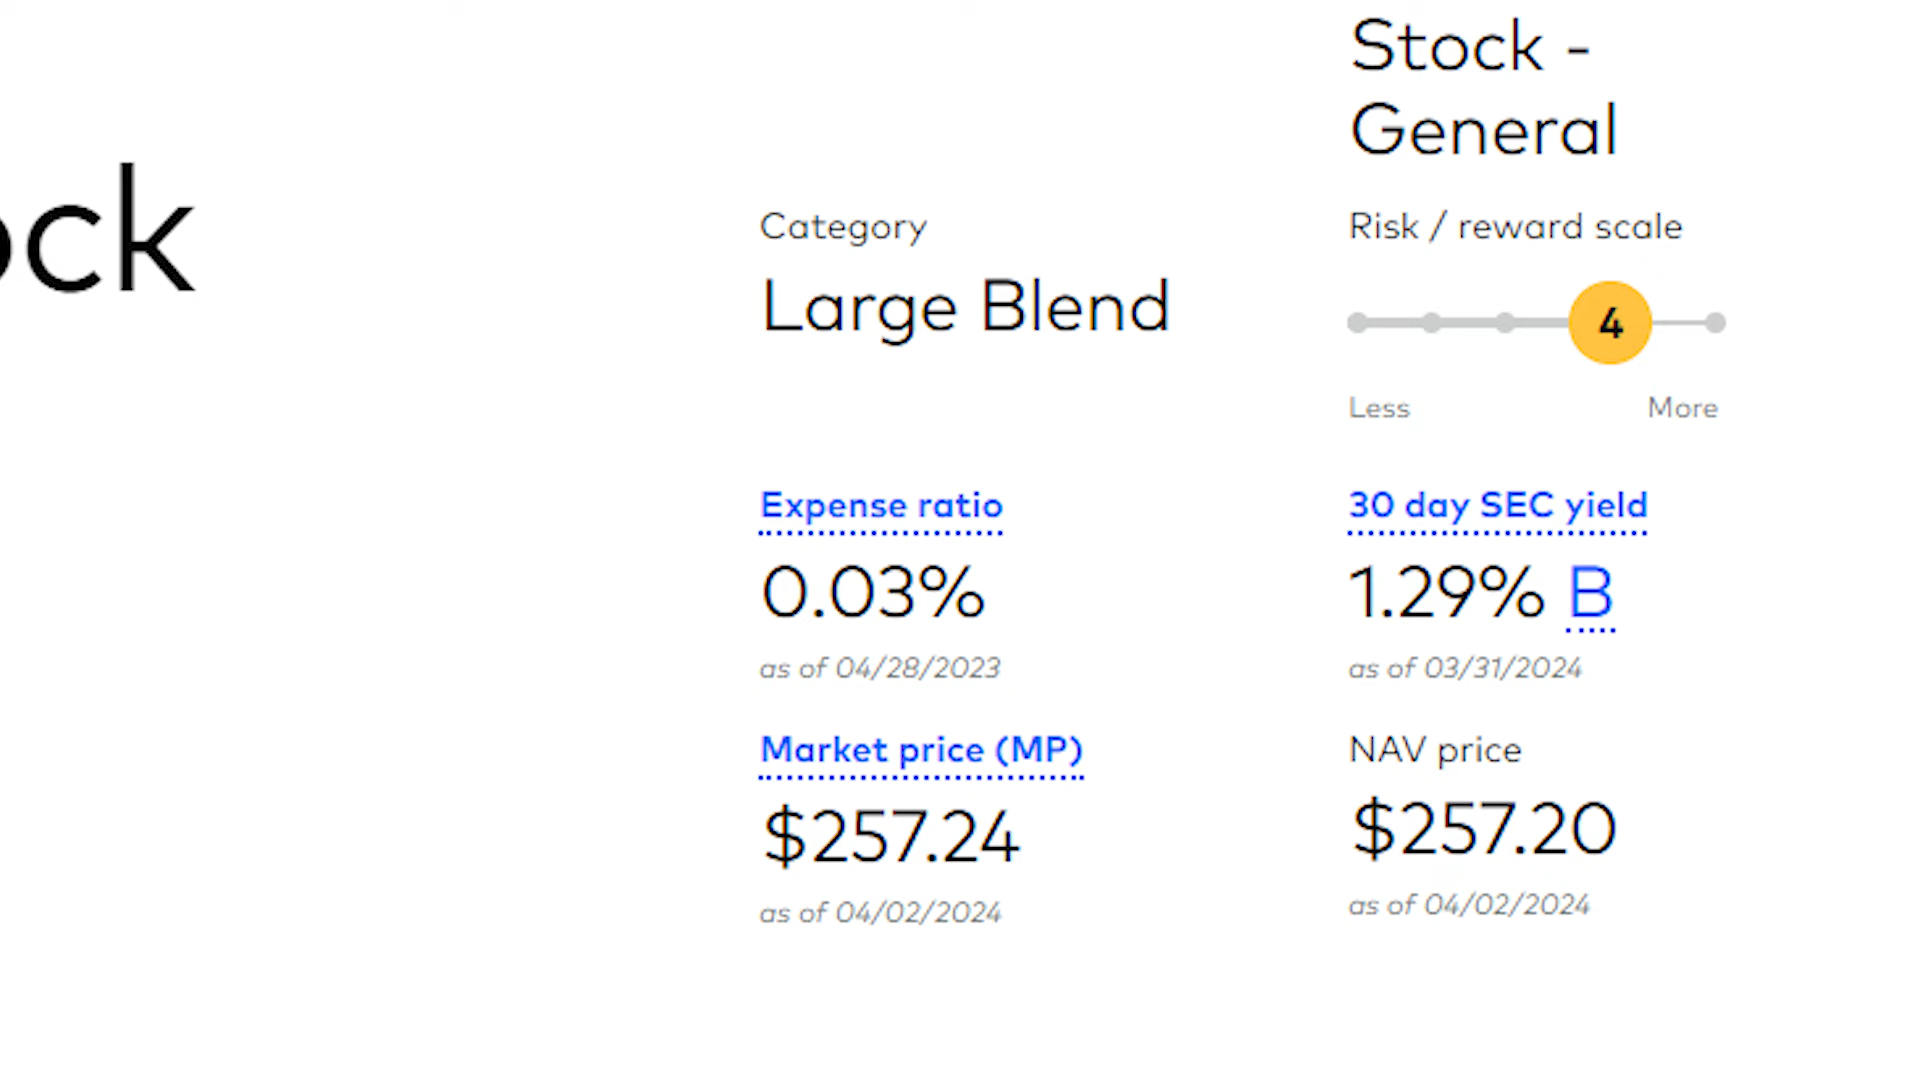 ock
Stock -
General
Category
Large Blend
Risk / reward scale
4
Less More
Expense ratio
0.03%
as of 04/28/2023
30 day SEC yield
1.29% B
as of 03/31/2024
Market price (MP)
$257.24
as of 04/02/2024
NAV price
$257.20
as of 04/02/2024